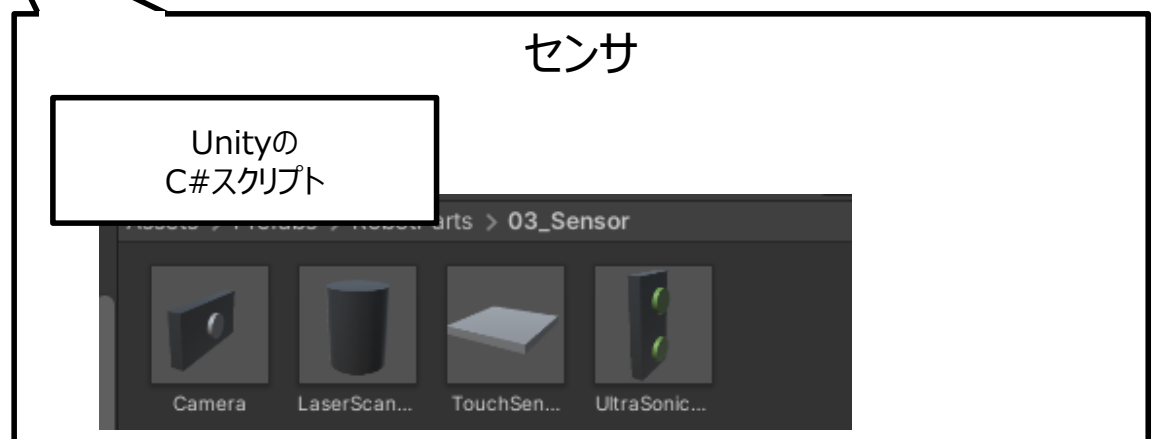 センサ
Unityの
C#スクリプト
arts > 03_Sensor
Camera
LaserScan...
TouchSen...
UltraSonic...